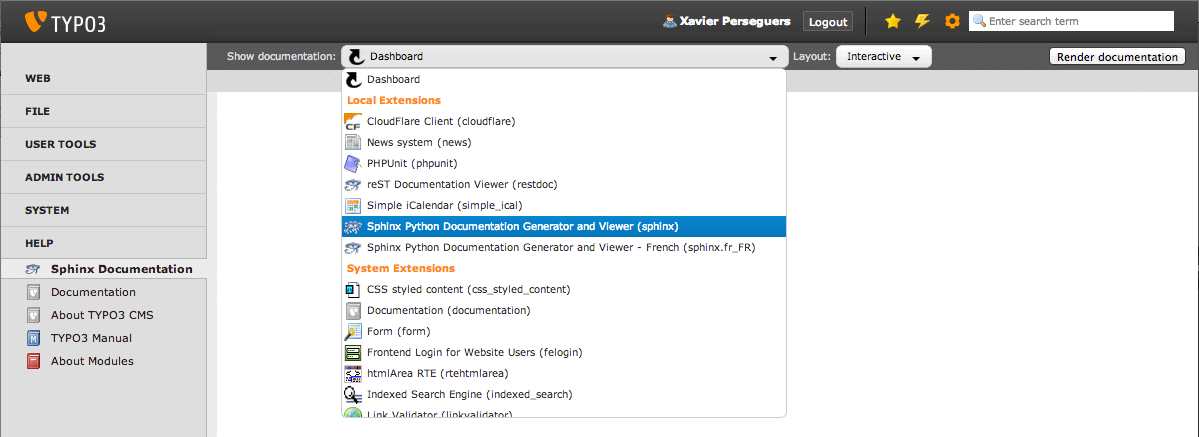 TYPO3
Xavier Perseguers
Logout
Enter search term
Show documentation:
Dashboard
Layout:
Interactive
Render documentation
WEB
FILE
USER TOOLS
ADMIN TOOLS
SYSTEM
HELP
Sphinx Documentation
Documentation
About TYPO3 CMS
M
TYPO3 Manual
About Modules
Dashboard
Local Extensions
CF
CloudFlare Client (cloudflare)
News system (news)
PHPUnit (phpunit)
reST Documentation Viewer (restdoc)
Simple iCalendar (simple_ical)
Sphinx Python Documentation Generator and Viewer (sphinx)
Sphinx Python Documentation Generator and Viewer - French (sphinx.fr_FR)
System Extensions
CSS styled content (css_styled_content)
Documentation (documentation)
Form (form)
Frontend Login for Website Users (felogin)
htmlArea RTE (rtehtmlarea)
Indexed Search Engine (indexed_search)
Link Validator (linkvalidator)